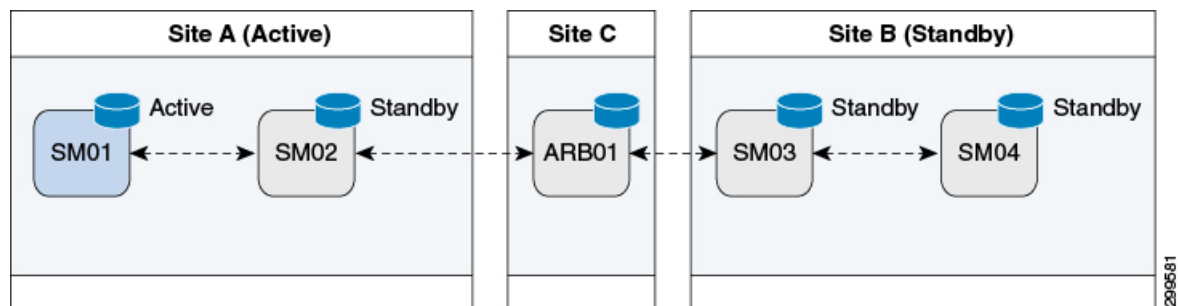 Site A (Active)
Site C
Site B (Standby)
Active
Standby
Standby
Standby
SM01
SM02
ARB01
SM03
SM04
299581